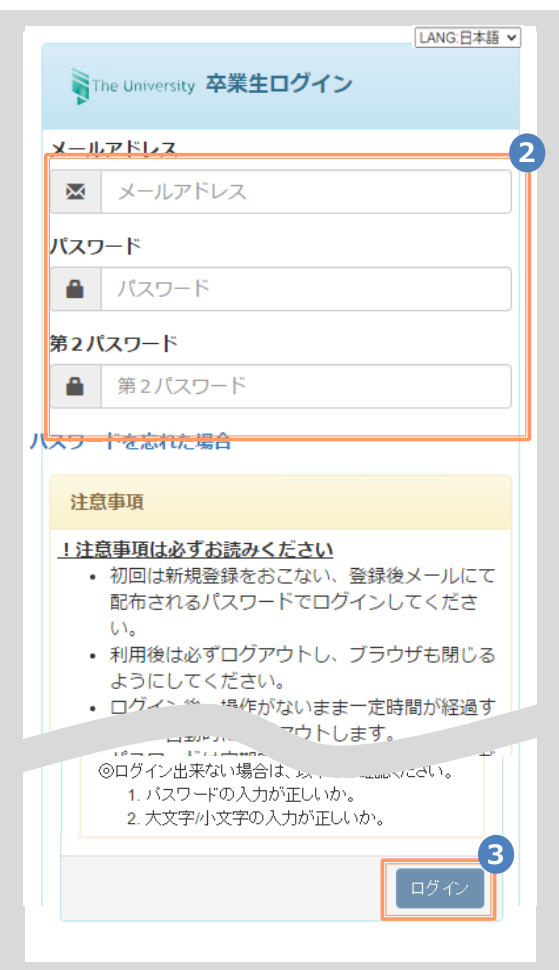 LANG:日本語
The University 卒業生ログイン
メールアドレス
2
メールアドレス
パスワード
パスワード
第2パスワード
第2パスワード
パスワードを忘れた場合
注意事項
！注意事項は必ずお読みください
• 初回は新規登録をおこない、登録後メールにて
配布されるパスワードでログインしてくださ
い。
• 利用後は必ずログアウトし、ブラウザも閉じる
ようにしてください。
• ログイン後、操作がないまま一定時間が経過す
アウトします。
◎ログイン出来ない場合は、以下をご確認ください。
1. パスワードの入力が正しいか。
2. 大文字/小文字の入力が正しいか。
3
ログイン